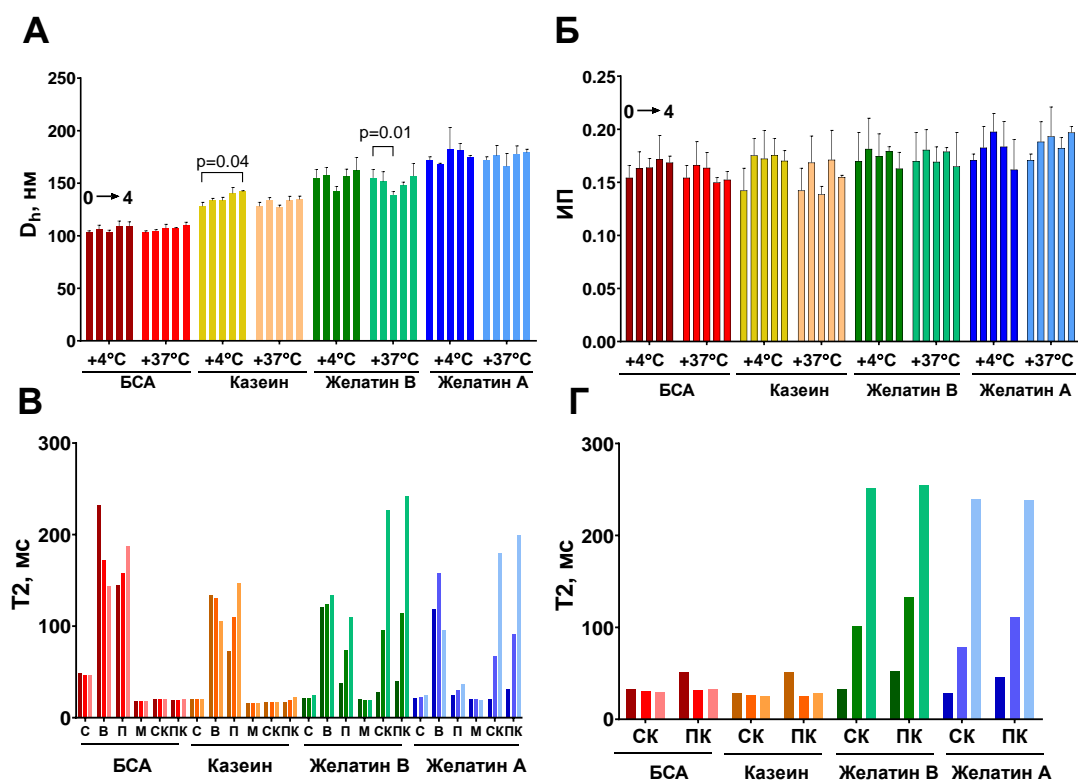 А
250
200
150
100
50
0
D_h, нм
0 → 4
p=0.04
p=0.01
+4°C +37°C +4°C +37°C +4°C +37°C +4°C +37°C
БСА Казеин Желатин B Желатин A
Б
0.25
0.20
0.15
0.10
0.05
0.00
ИП
0 → 4
+4°C +37°C +4°C +37°C +4°C +37°C +4°C +37°C
БСА Казеин Желатин B Желатин A
В
300
200
100
0
T2, мс
С В П М СК ПК С В П М СК ПК С В П М СК ПК С В П М СК ПК
БСА Казеин Желатин B Желатин A
Г
300
200
100
0
T2, мс
СК ПК СК ПК СК ПК СК ПК
БСА Казеин Желатин B Желатин A